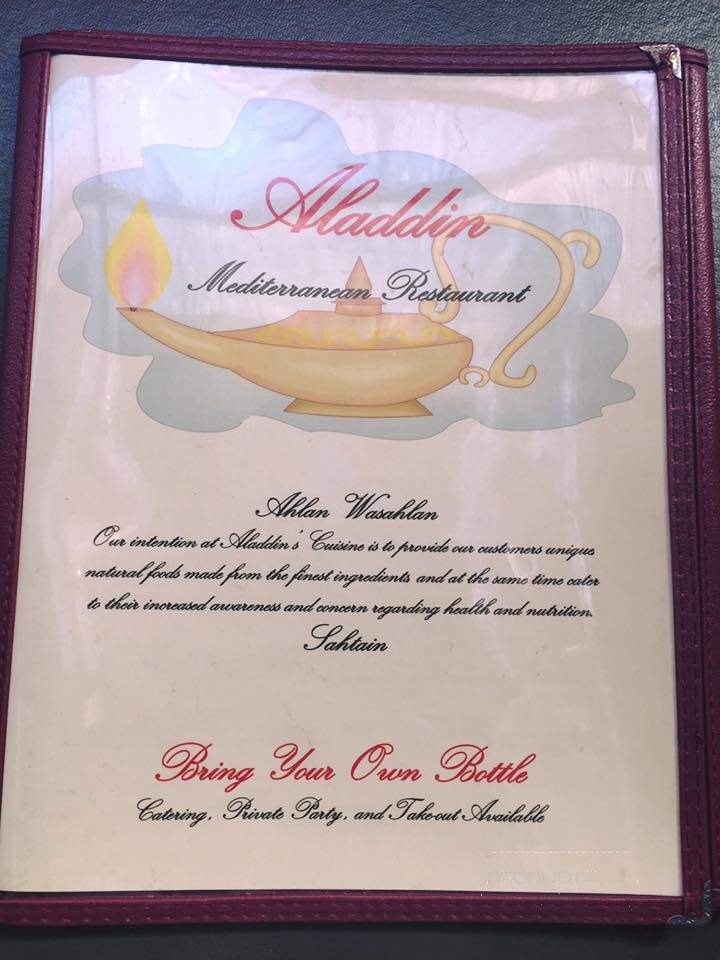 Aladdin
Mediterranean Restaurant
Ahlan Wasahlan
Our intention at Aladdin's Cuisine is to provide our customers unique
natural foods made from the finest ingredients and at the same time cater
to their increased awareness and concern regarding health and nutrition.
Sahtain
Bring Your Own Bottle
Catering, Private Party, and Take-out Available